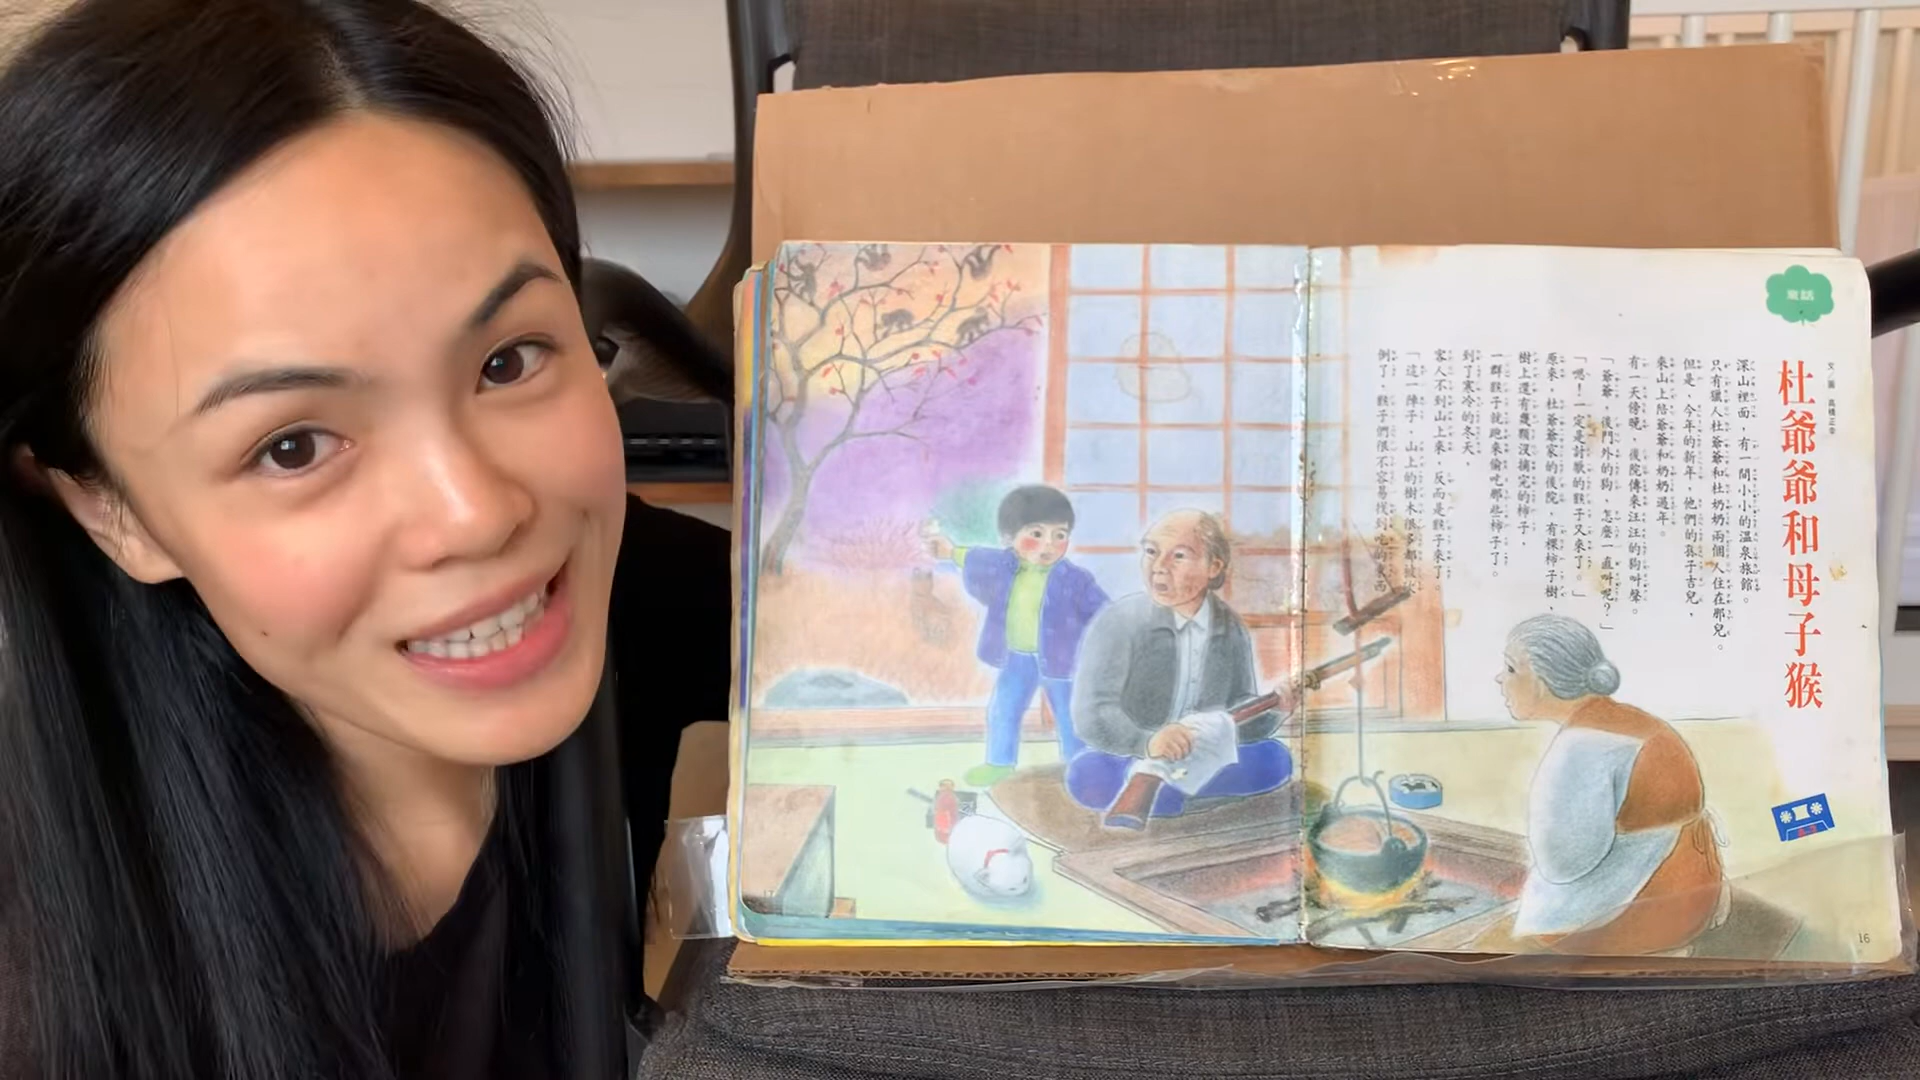 童話
杜爺爺和母子猴
文/圖 高橋正幸
深山裡面，有一間小小的溫泉旅館。
只有獵人杜爺爺和杜奶奶兩個人住在那兒。
但是，今年的新年，他們的孫子吉兒，
來山上陪爺爺和奶奶過年。
有一天傍晚，後院傳來汪汪的狗叫聲。
「爺爺，後門外的狗，怎麼一直叫呢？」
「嗯！一定是討厭的猴子又來了。」
原來，杜爺爺家的後院，有棵柿子樹，
樹上還有幾顆沒摘完的柿子，
一群猴子就跑來偷吃那些柿子了。
到了寒冷的冬天，
客人不到山上來，反而是猴子來了。
「這一陣子，山上的樹木很多都被砍
倒了，猴子們很不容易找到吃的東西
17
16